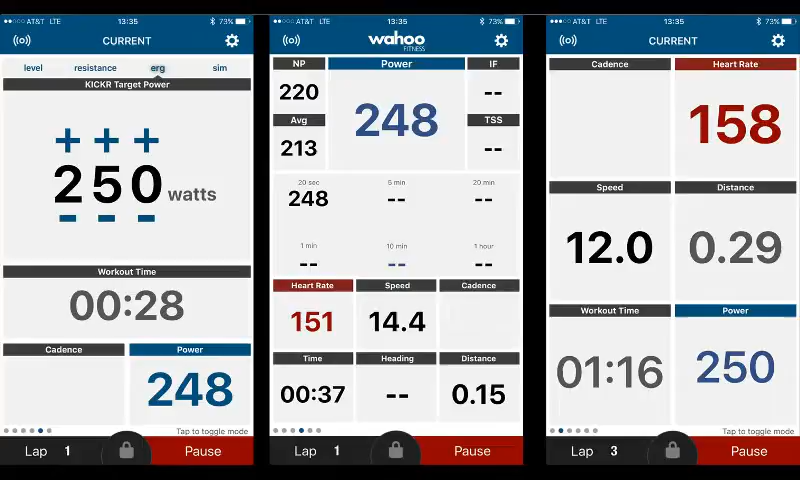 AT&T LTE 13:35 73%
CURRENT
level resistance erg sim
KICKR Target Power
+ + +
250 watts
Workout Time
00:28
Cadence Power
248
Tap to toggle mode
Lap 1 Pause
AT&T LTE 13:35 73%
wahoo
FITNESS
NP Power IF
220 248 --
Avg TSS
213 --
20 sec 5 min 20 min
248 -- --
1 min 10 min 1 hour
-- -- --
Heart Rate Speed Cadence
151 14.4
Time Heading Distance
00:37 -- 0.15
Lap 1 Pause
AT&T LTE 13:35 73%
CURRENT
Cadence Heart Rate
158
Speed Distance
12.0 0.29
Workout Time Power
01:16 250
Tap to toggle mode
Lap 3 Pause